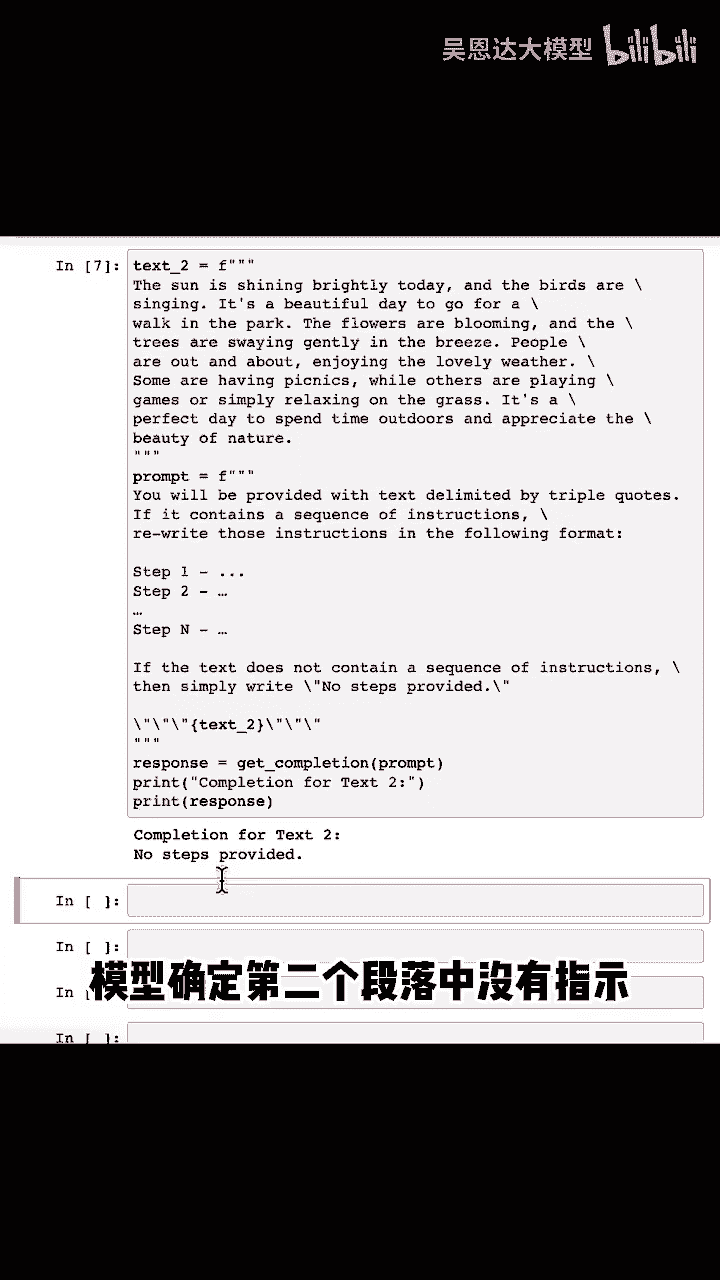 吴恩达大模型 bilibili
In [7]: text_2 = f"""
The sun is shining brightly today, and the birds are \
singing. It's a beautiful day to go for a \
walk in the park. The flowers are blooming, and the \
trees are swaying gently in the breeze. People \
are out and about, enjoying the lovely weather. \
Some are having picnics, while others are playing \
games or simply relaxing on the grass. It's a \
perfect day to spend time outdoors and appreciate the \
beauty of nature.
"""
prompt = f"""
You will be provided with text delimited by triple quotes.
If it contains a sequence of instructions, \
re-write those instructions in the following format:
Step 1 - ...
Step 2 - …
…
Step N - …
If the text does not contain a sequence of instructions, \
then simply write \"No steps provided.\"
\"\"\"{text_2}\"\"\"
"""
response = get_completion(prompt)
print("Completion for Text 2:")
print(response)
Completion for Text 2:
No steps provided.
In [ ]:
In [ ]:
模型确定第二个段落中没有指示
In [ ]:
In [ ]: